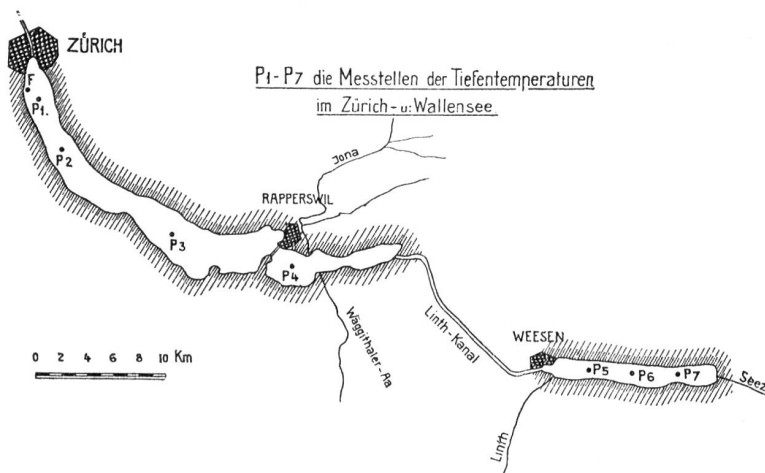 ZÜRICH
P1-P7 die Messtellen der Tiefentemperaturen
im Zürich-u:Wallensee
F
P1.
P2
Jona
RAPPERSWIL
P3
P4
Wäggithaler-Aa
Linth-Kanal
WEESEN
0 2 4 6 8 10 Km
P5
P6
P7
Seez
Linth